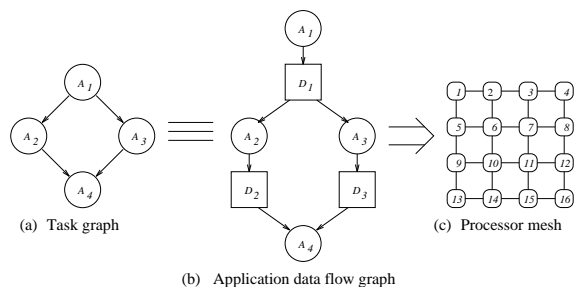 A1
D1
A1
A2 A3
A4
A2 A3
D2 D3
A4
1 2 3 4
5 6 7 8
9 10 11 12
13 14 15 16
(a) Task graph
(c) Processor mesh
(b) Application data flow graph